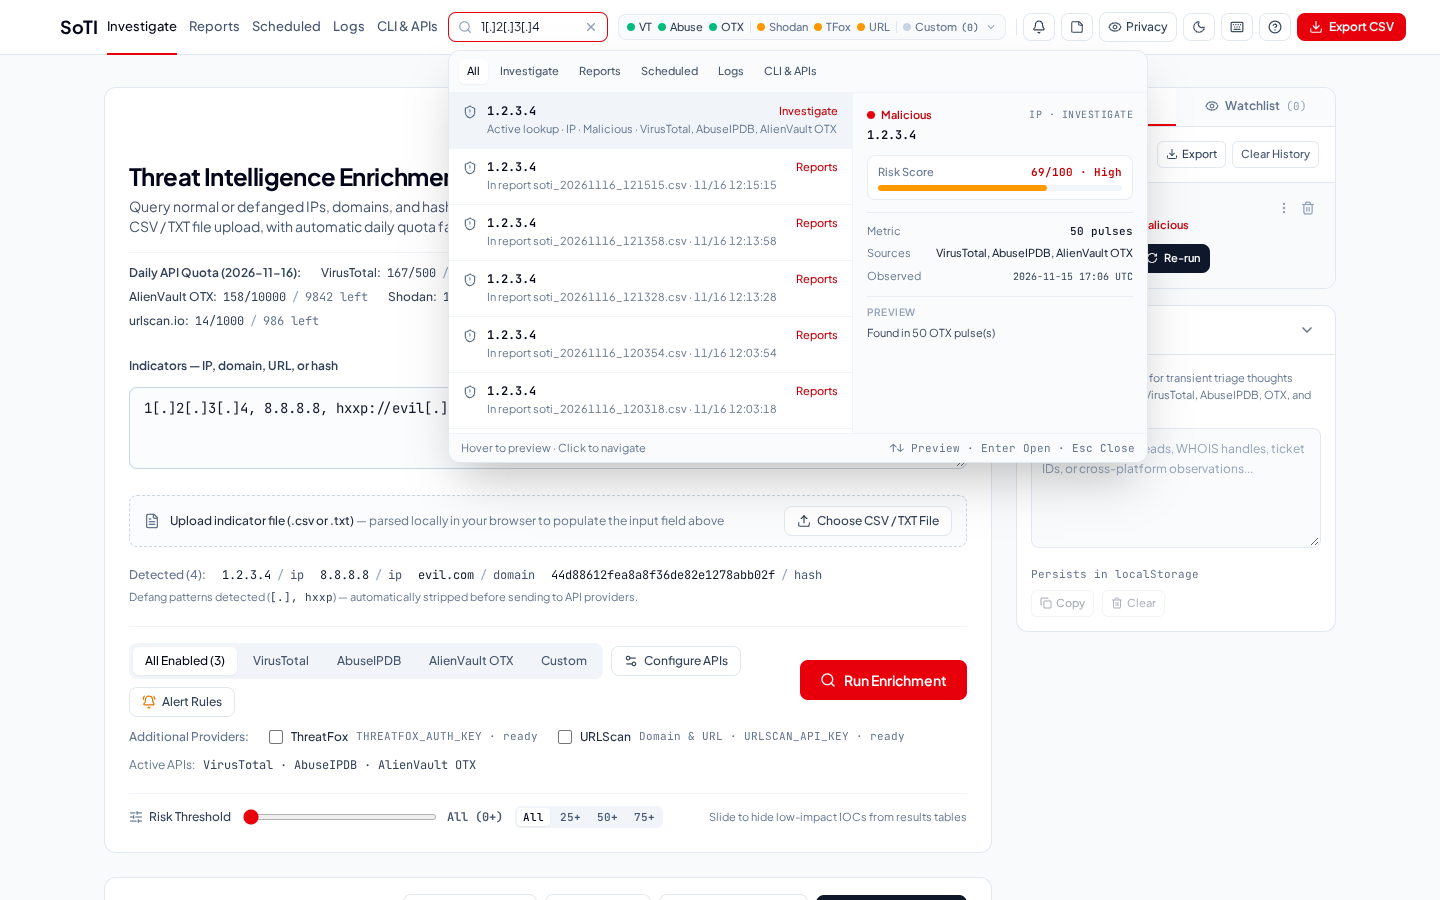 SoTI Investigate Reports Scheduled Logs CLI & APIs 1[.]2[.]3[.]4 VT Abuse OTX Shodan TFox URL Custom (0) Privacy Export CSV
All Investigate Reports Scheduled Logs CLI & APIs
1.2.3.4 Investigate
Active lookup · IP · Malicious · VirusTotal, AbuseIPDB, AlienVault OTX
1.2.3.4 Reports
In report soti_20261116_121515.csv · 11/16 12:15:15
1.2.3.4 Reports
In report soti_20261116_121358.csv · 11/16 12:13:58
1.2.3.4 Reports
In report soti_20261116_121328.csv · 11/16 12:13:28
1.2.3.4 Reports
In report soti_20261116_120354.csv · 11/16 12:03:54
1.2.3.4 Reports
In report soti_20261116_120318.csv · 11/16 12:03:18
Malicious IP · INVESTIGATE
1.2.3.4
Risk Score 69/100 · High
Metric 50 pulses
Sources VirusTotal, AbuseIPDB, AlienVault OTX
Observed 2026-11-15 17:06 UTC
PREVIEW
Found in 50 OTX pulse(s)
Hover to preview · Click to navigate ↑↓ Preview · Enter Open · Esc Close
Threat Intelligence Enrichmen
Query normal or defanged IPs, domains, and hash
CSV / TXT file upload, with automatic daily quota fa
Daily API Quota (2026-11-16): VirusTotal: 167/500 /
AlienVault OTX: 158/10000 / 9842 left Shodan: 1
urlscan.io: 14/1000 / 986 left
Indicators — IP, domain, URL, or hash
1[.]2[.]3[.]4, 8.8.8.8, hxxp://evil[.]
Upload indicator file (.csv or .txt) — parsed locally in your browser to populate the input field above Choose CSV / TXT File
Detected (4): 1.2.3.4 / ip 8.8.8.8 / ip evil.com / domain 44d88612fea8a8f36de82e1278abb02f / hash
Defang patterns detected ([.], hxxp) — automatically stripped before sending to API providers.
All Enabled (3) VirusTotal AbuseIPDB AlienVault OTX Custom Configure APIs
Alert Rules
Run Enrichment
Additional Providers: ThreatFox THREATFOX_AUTH_KEY · ready URLScan Domain & URL · URLSCAN_API_KEY · ready
Active APIs: VirusTotal · AbuseIPDB · AlienVault OTX
Risk Threshold All (0+) All 25+ 50+ 75+ Slide to hide low-impact IOCs from results tables
Watchlist (0)
Export Clear History
alicious
Re-run
for transient triage thoughts
VirusTotal, AbuseIPDB, OTX, and
eads, WHOIS handles, ticket
IDs, or cross-platform observations...
Persists in localStorage
Copy Clear